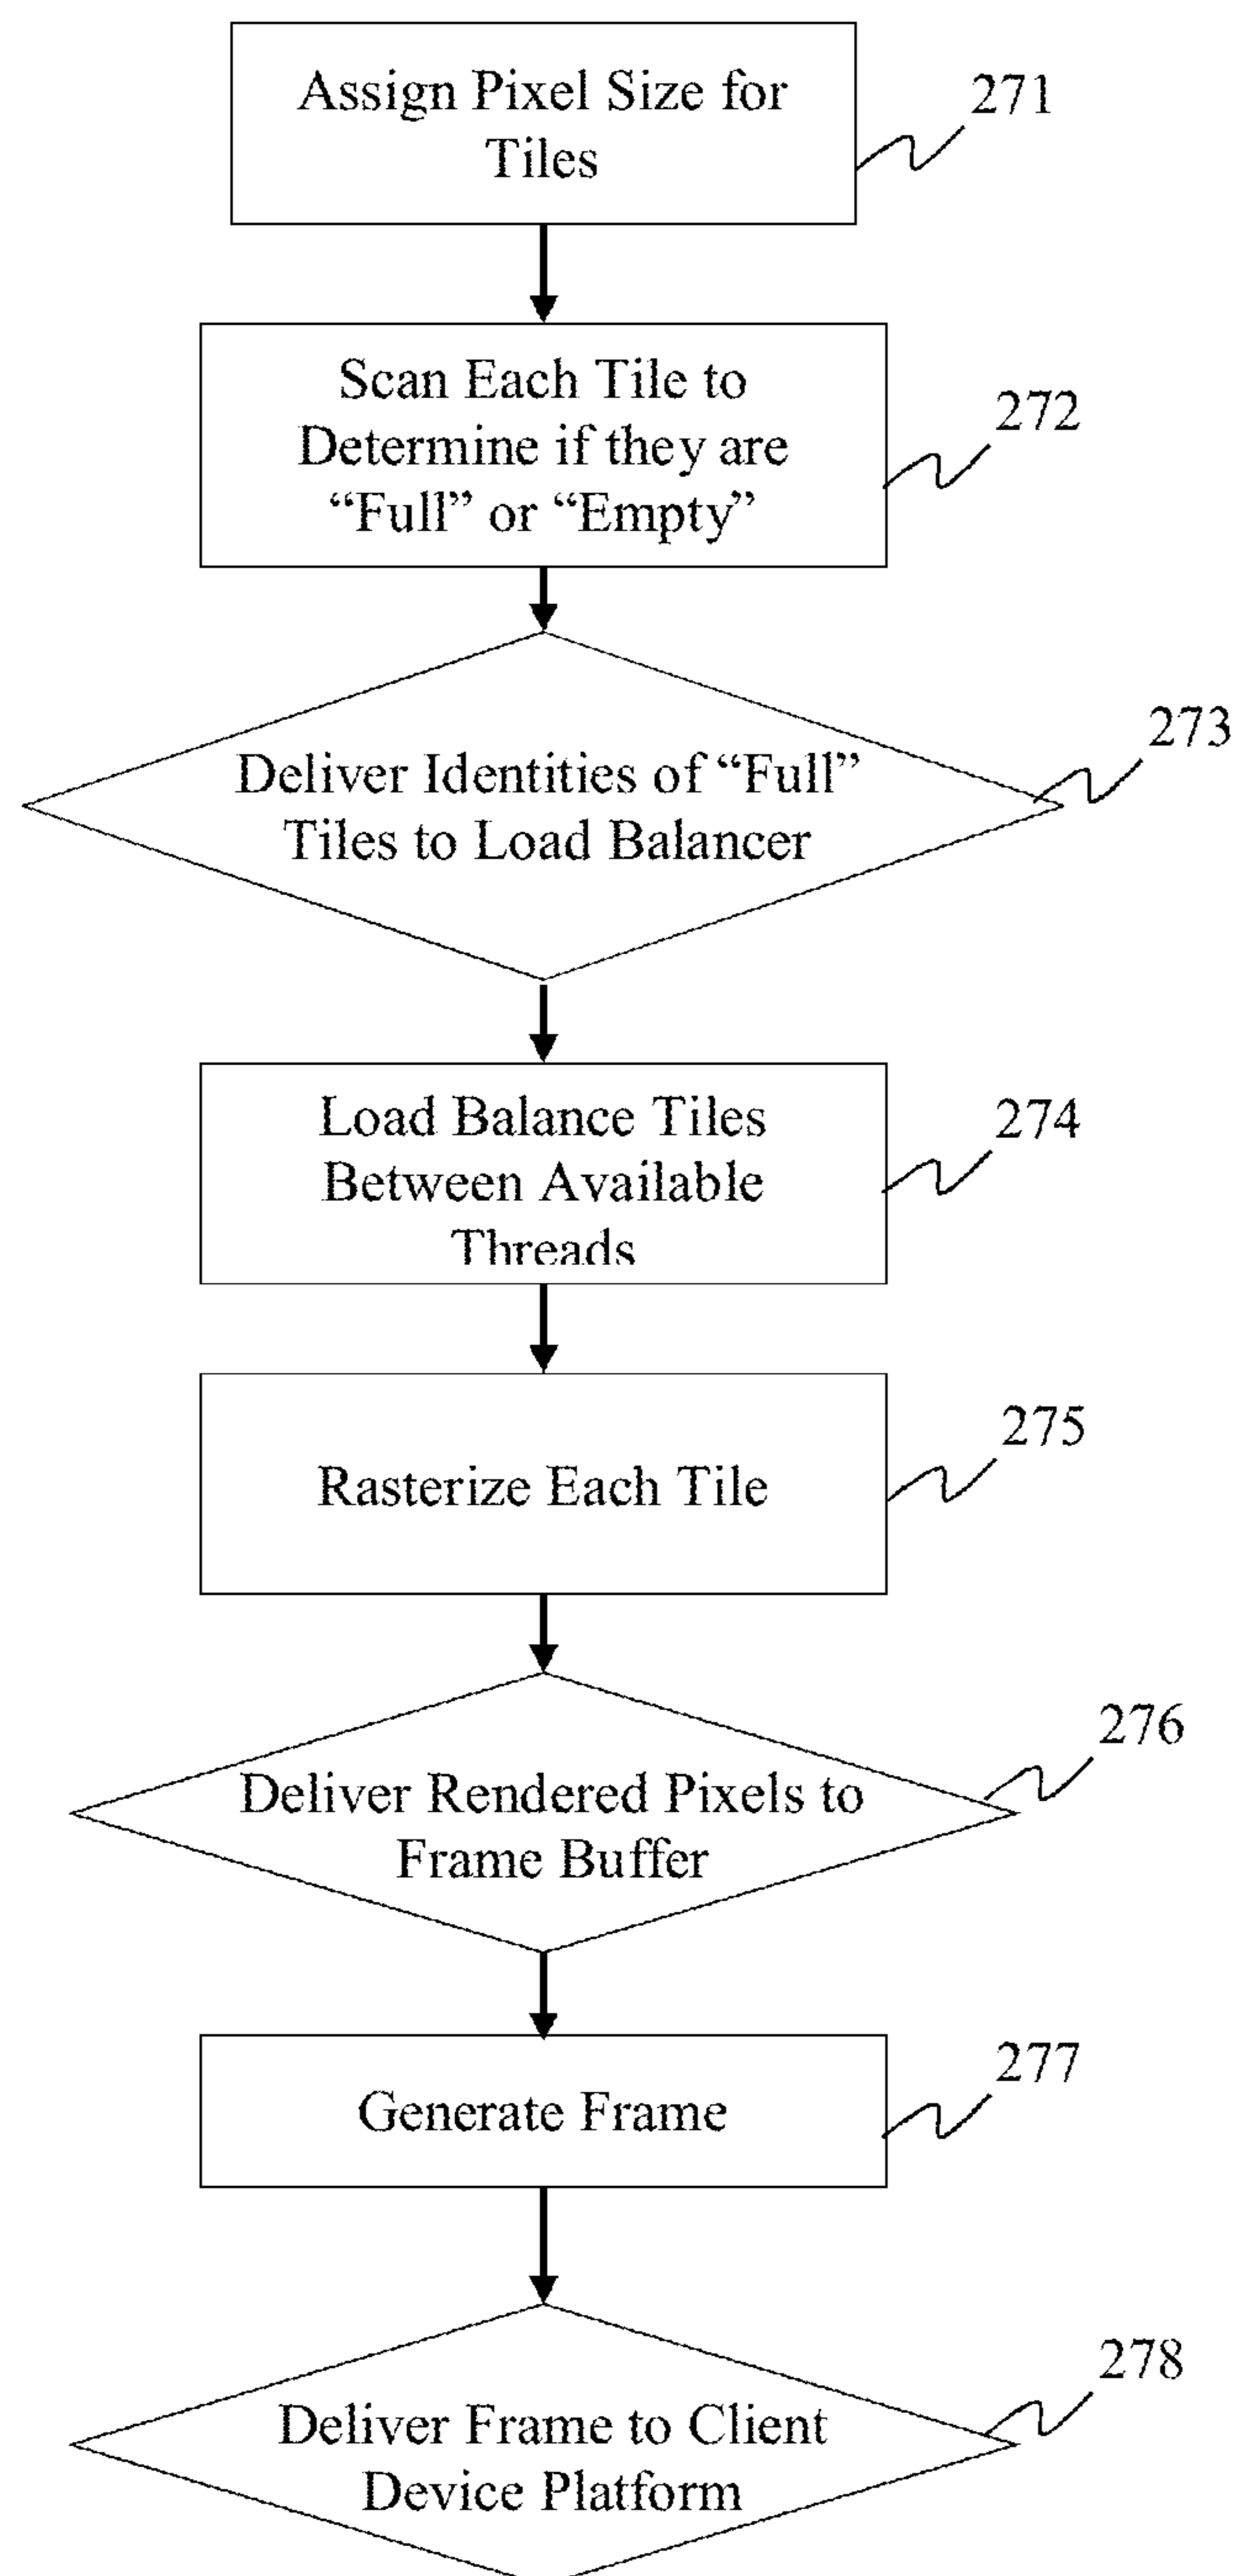 Assign Pixel Size for
Tiles
271
Scan Each Tile to
Determine if they are
“Full” or “Empty”
272
Deliver Identities of “Full”
Tiles to Load Balancer
273
Load Balance Tiles
Between Available
Threads
274
Rasterize Each Tile
275
Deliver Rendered Pixels to
Frame Buffer
276
Generate Frame
277
Deliver Frame to Client
Device Platform
278